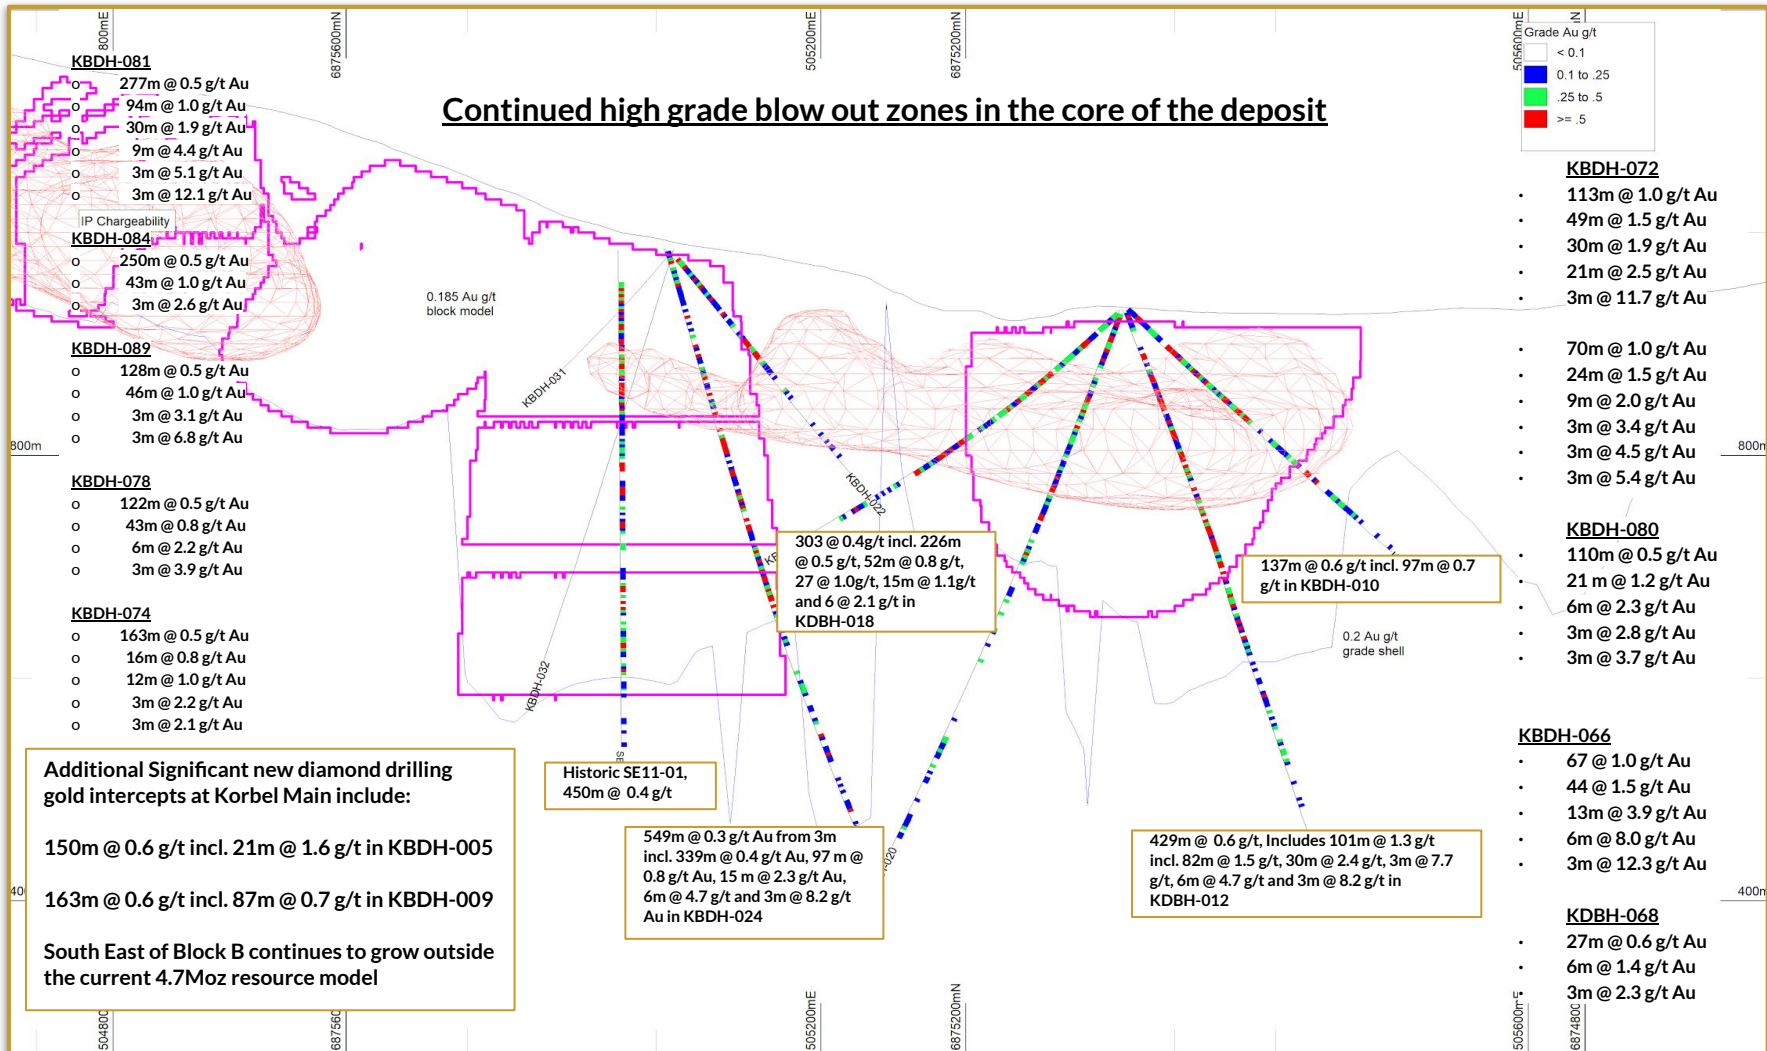 Continued high grade blow out zones in the core of the deposit
800mE
6875600mN
505200mE
6875200mN
505600mE
Grade Au g/t
< 0.1
0.1 to .25
.25 to .5
>= .5
KBDH-081
o 277m @ 0.5 g/t Au
o 94m @ 1.0 g/t Au
o 30m @ 1.9 g/t Au
o 9m @ 4.4 g/t Au
o 3m @ 5.1 g/t Au
o 3m @ 12.1 g/t Au
IP Chargeability
KBDH-084
o 250m @ 0.5 g/t Au
o 43m @ 1.0 g/t Au
o 3m @ 2.6 g/t Au
KBDH-089
o 128m @ 0.5 g/t Au
o 46m @ 1.0 g/t Au
o 3m @ 3.1 g/t Au
o 3m @ 6.8 g/t Au
800m
KBDH-078
o 122m @ 0.5 g/t Au
o 43m @ 0.8 g/t Au
o 6m @ 2.2 g/t Au
o 3m @ 3.9 g/t Au
KBDH-074
o 163m @ 0.5 g/t Au
o 16m @ 0.8 g/t Au
o 12m @ 1.0 g/t Au
o 3m @ 2.2 g/t Au
o 3m @ 2.1 g/t Au
Additional Significant new diamond drilling
gold intercepts at Korbel Main include:
150m @ 0.6 g/t incl. 21m @ 1.6 g/t in KBDH-005
163m @ 0.6 g/t incl. 87m @ 0.7 g/t in KBDH-009
South East of Block B continues to grow outside
the current 4.7Moz resource model
0.185 Au g/t
block model
KBDH-031
KBDH-032
KBDH-022
Historic SE11-01,
450m @ 0.4 g/t
303 @ 0.4g/t incl. 226m
@ 0.5 g/t, 52m @ 0.8 g/t,
27 @ 1.0g/t, 15m @ 1.1g/t
and 6 @ 2.1 g/t in
KDBH-018
549m @ 0.3 g/t Au from 3m
incl. 339m @ 0.4 g/t Au, 97 m @
0.8 g/t Au, 15 m @ 2.3 g/t Au,
6m @ 4.7 g/t and 3m @ 8.2 g/t
Au in KBDH-024
137m @ 0.6 g/t incl. 97m @ 0.7
g/t in KBDH-010
0.2 Au g/t
grade shell
429m @ 0.6 g/t, Includes 101m @ 1.3 g/t
incl. 82m @ 1.5 g/t, 30m @ 2.4 g/t, 3m @ 7.7
g/t, 6m @ 4.7 g/t and 3m @ 8.2 g/t in
KDBH-012
KBDH-072
• 113m @ 1.0 g/t Au
• 49m @ 1.5 g/t Au
• 30m @ 1.9 g/t Au
• 21m @ 2.5 g/t Au
• 3m @ 11.7 g/t Au
• 70m @ 1.0 g/t Au
• 24m @ 1.5 g/t Au
• 9m @ 2.0 g/t Au
• 3m @ 3.4 g/t Au
• 3m @ 4.5 g/t Au
• 3m @ 5.4 g/t Au
800m
KBDH-080
• 110m @ 0.5 g/t Au
• 21 m @ 1.2 g/t Au
• 6m @ 2.3 g/t Au
• 3m @ 2.8 g/t Au
• 3m @ 3.7 g/t Au
KBDH-066
• 67 @ 1.0 g/t Au
• 44 @ 1.5 g/t Au
• 13m @ 3.9 g/t Au
• 6m @ 8.0 g/t Au
• 3m @ 12.3 g/t Au
400m
KDBH-068
• 27m @ 0.6 g/t Au
• 6m @ 1.4 g/t Au
• 3m @ 2.3 g/t Au
504800
687560
505200mE
6875200mN
505600mE
6874800